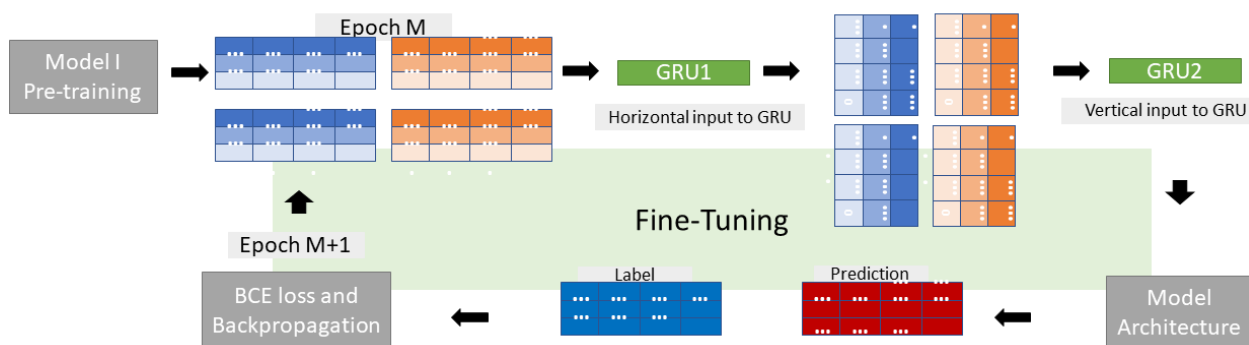 Epoch M
Model I
Pre-training
GRU1
GRU2
Horizontal input to GRU
Vertical input to GRU
Fine-Tuning
Epoch M+1
Label
Prediction
BCE loss and
Backpropagation
Model
Architecture